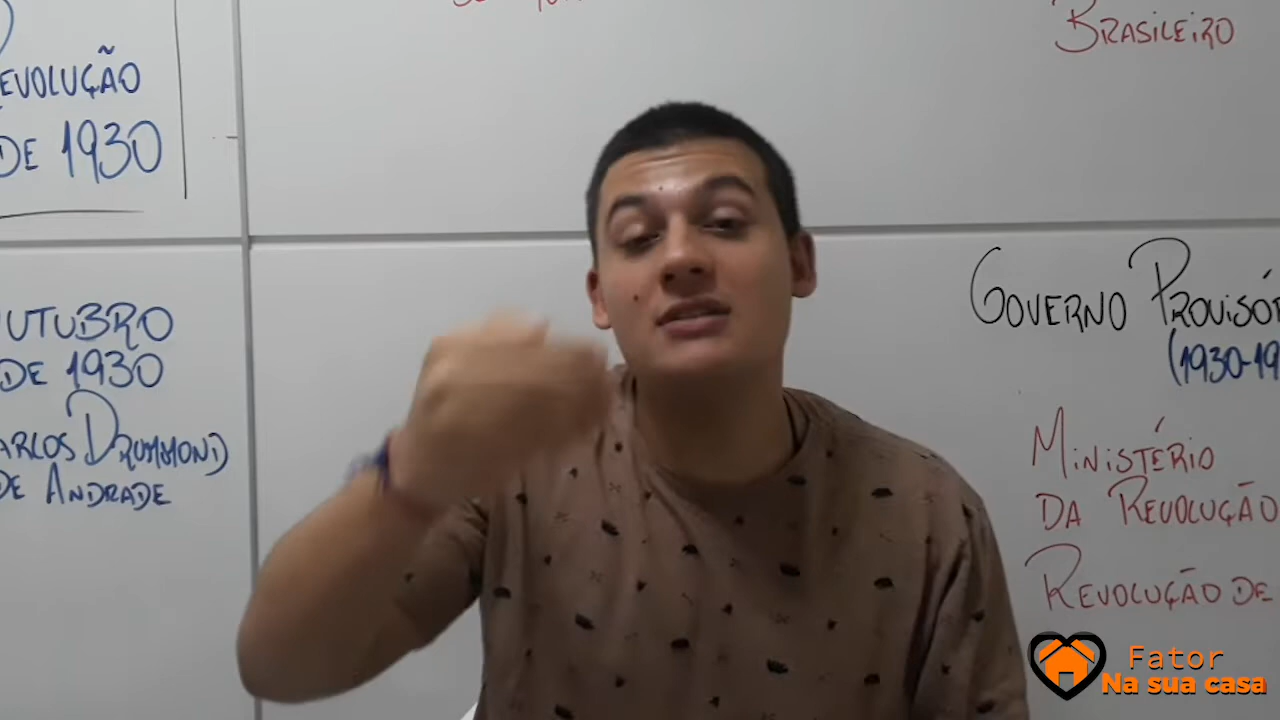 EVOLUÇÃO
DE 1930
UTUBRO
DE 1930
ARLOS DRUMMOND
DE ANDRADE
BRASILEIRO
GOVERNO PROVISÓR
(1930-19
MINISTÉRIO
DA REVOLUÇÃO
REVOLUÇÃO DE
Fator
Na sua casa